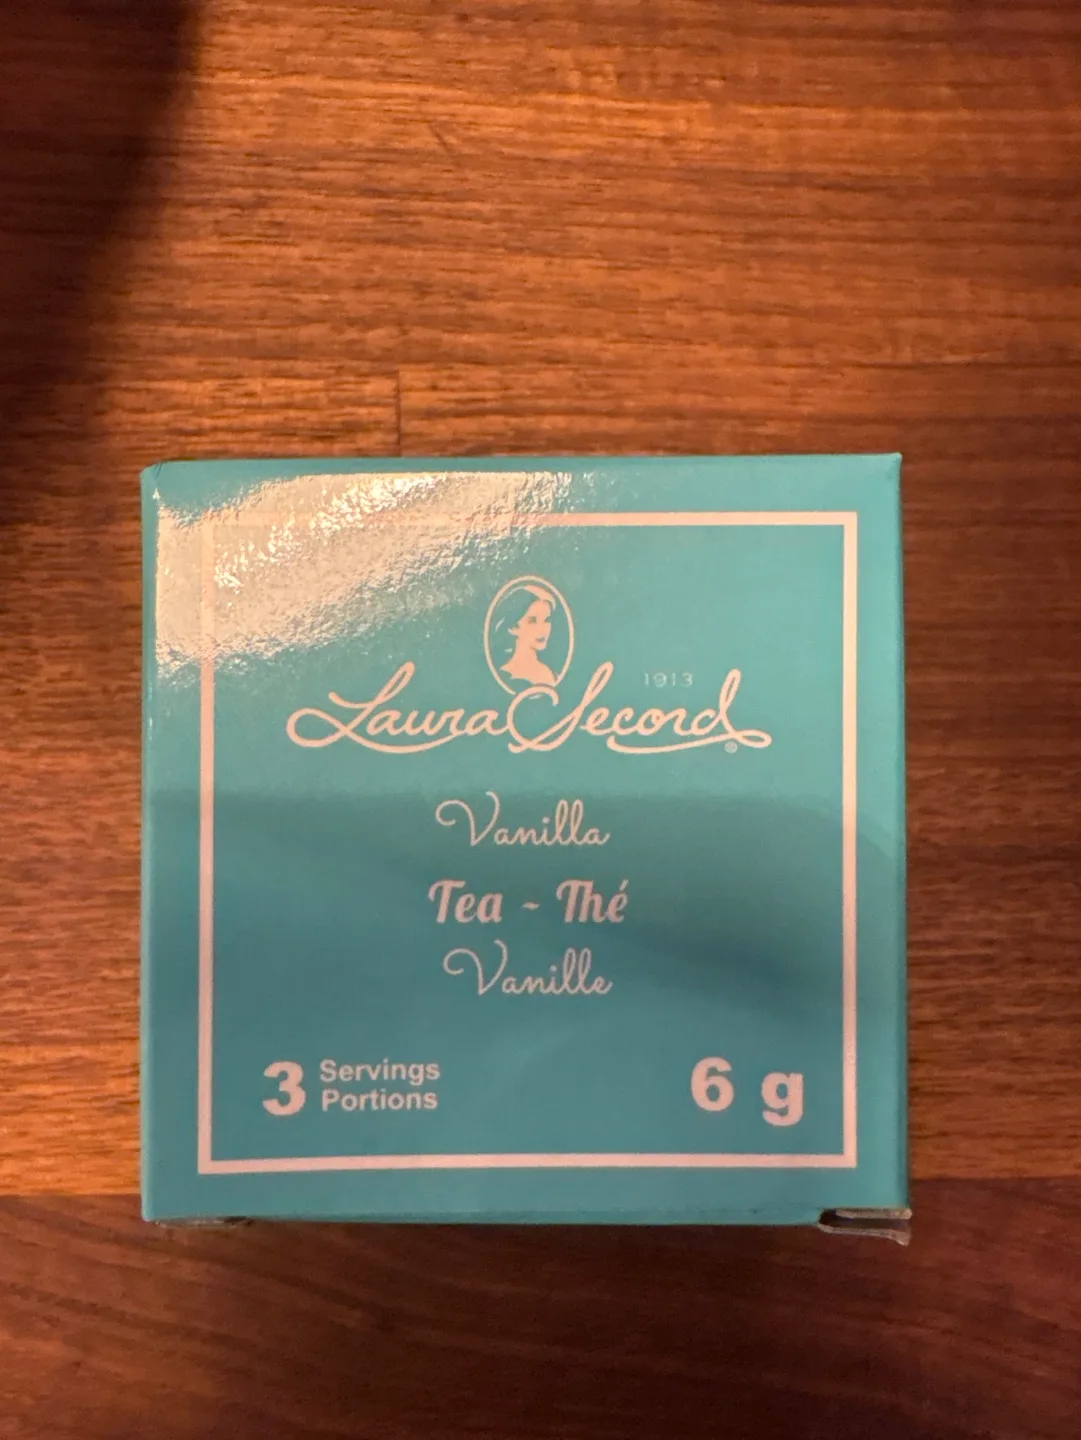 1913
Laura Secord®
Vanilla
Tea ~ Thé
Vanille
3 Servings
Portions
6 g